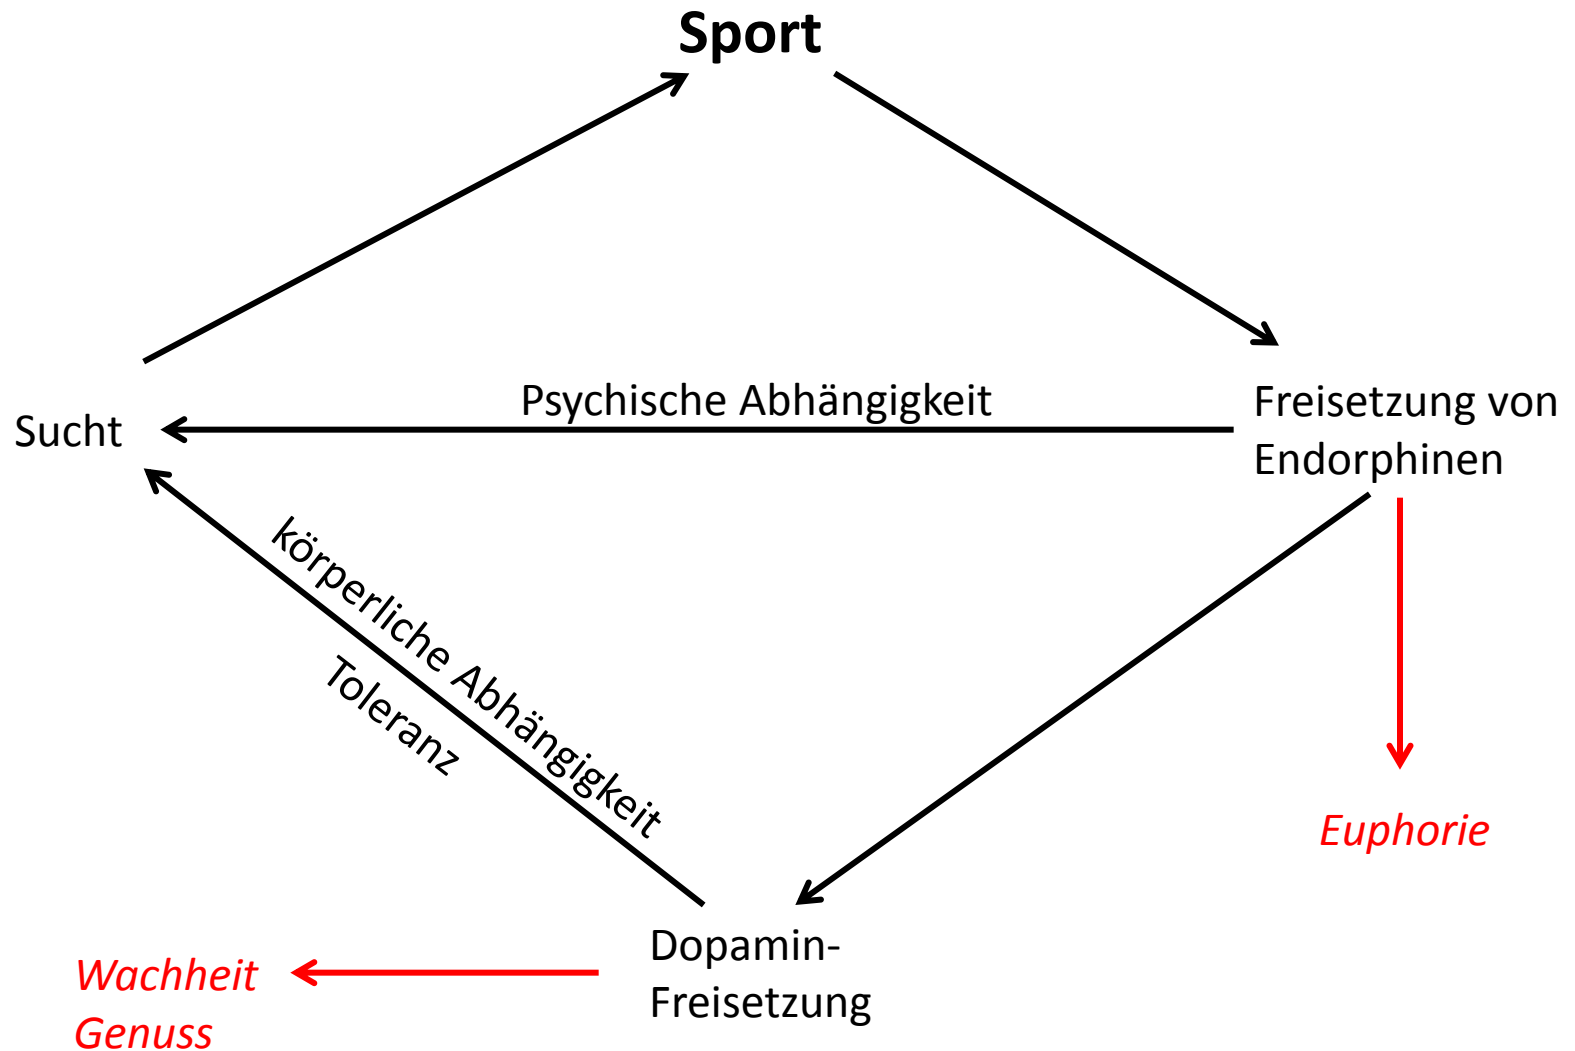 Sport
Psychische Abhängigkeit
Freisetzung von
Endorphinen
Sucht
körperliche Abhängigkeit
Toleranz
Euphorie
Dopamin-
Freisetzung
Wachheit
Genuss